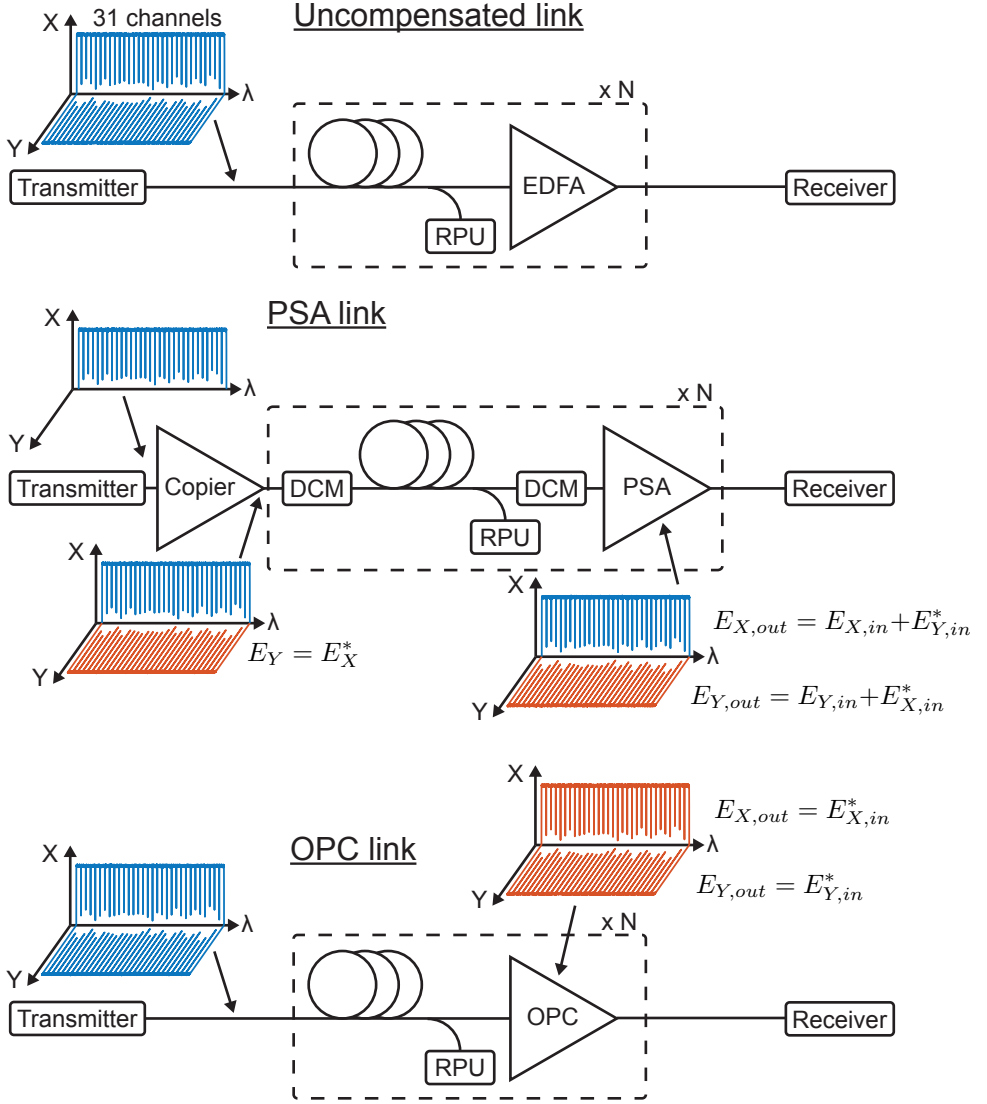 Uncompensated link
31 channels
X
λ
Y
x N
Transmitter
EDFA
RPU
Receiver
PSA link
X
λ
Y
x N
Transmitter
Copier
DCM
RPU
DCM
PSA
Receiver
X
λ
Y
E_Y = E_X^*
X
λ
Y
E_{X,out} = E_{X,in}+E_{Y,in}^*
E_{Y,out} = E_{Y,in}+E_{X,in}^*
OPC link
X
λ
Y
E_{X,out} = E_{X,in}^*
E_{Y,out} = E_{Y,in}^*
X
λ
Y
x N
Transmitter
RPU
OPC
Receiver